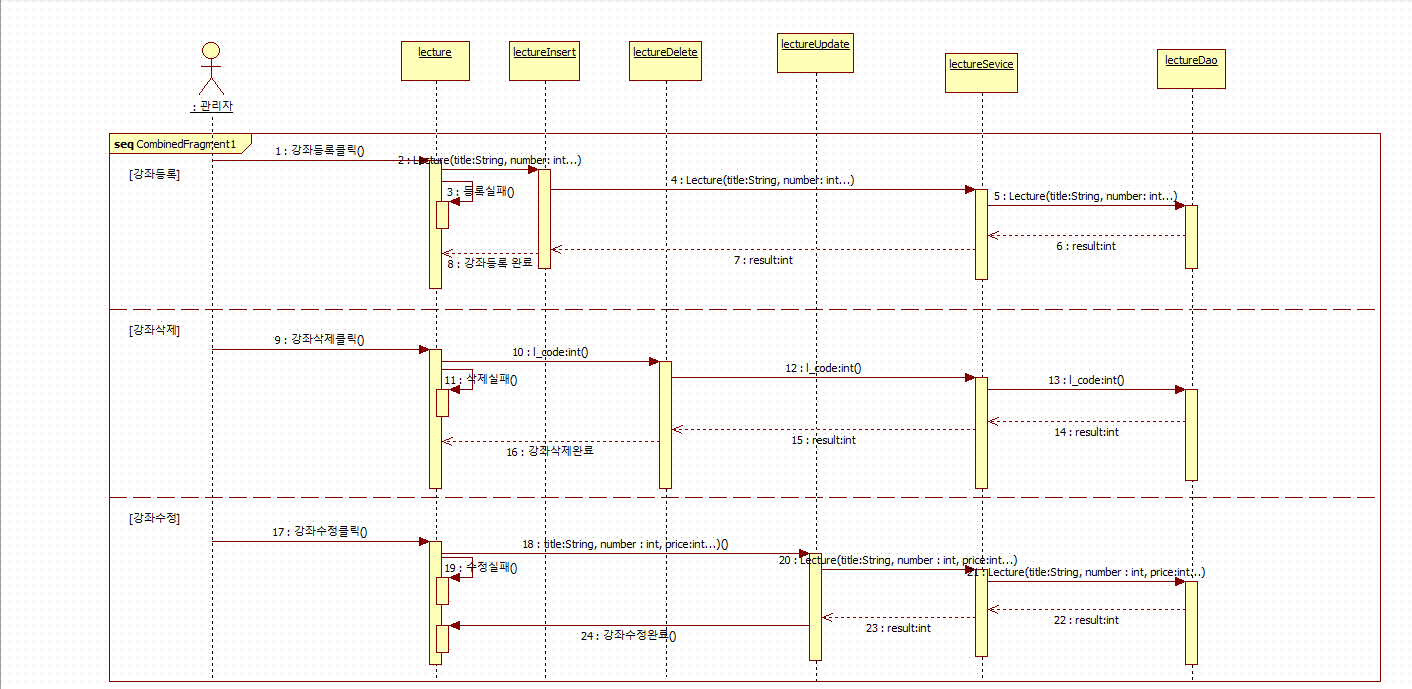 lecture
lectureInsert
lectureDelete
lectureUpdate
lectureSevice
lectureDao
: 관리자
seq CombinedFragment1
[강좌등록]
1 : 강좌등록클릭()
2 : Lecture(title:String, number: int...)
3 : 등록실패()
4 : Lecture(title:String, number: int...)
5 : Lecture(title:String, number: int...)
6 : result:int
7 : result:int
8 : 강좌등록 완료
[강좌삭제]
9 : 강좌삭제클릭()
10 : l_code:int()
11 : 삭제실패()
12 : l_code:int()
13 : l_code:int()
14 : result:int
15 : result:int
16 : 강좌삭제완료
[강좌수정]
17 : 강좌수정클릭()
18 : title:String, number : int, price:int...)()
19 : 수정실패()
20 : Lecture(title:String, number : int, price:int...)
21 : Lecture(title:String, number : int, price:int...)
22 : result:int
23 : result:int
24 : 강좌수정완료()